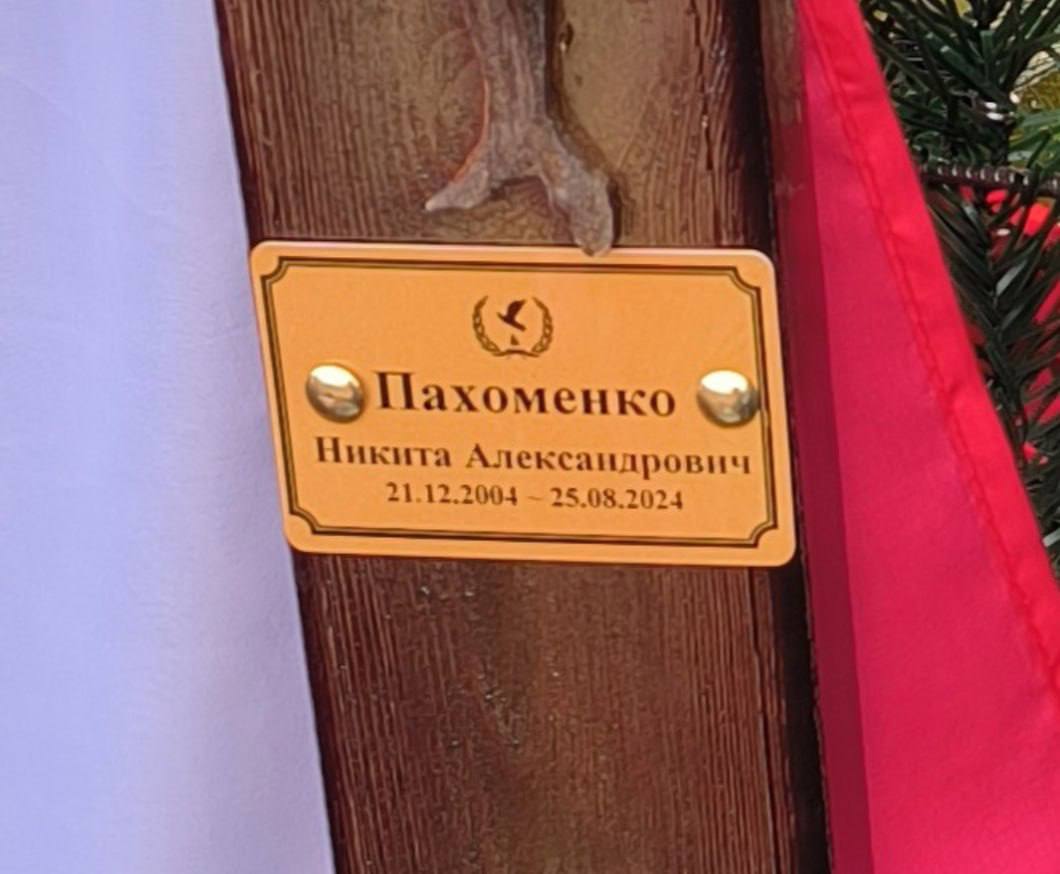 Пахоменко
Никита Александрович
21.12.2004 – 25.08.2024